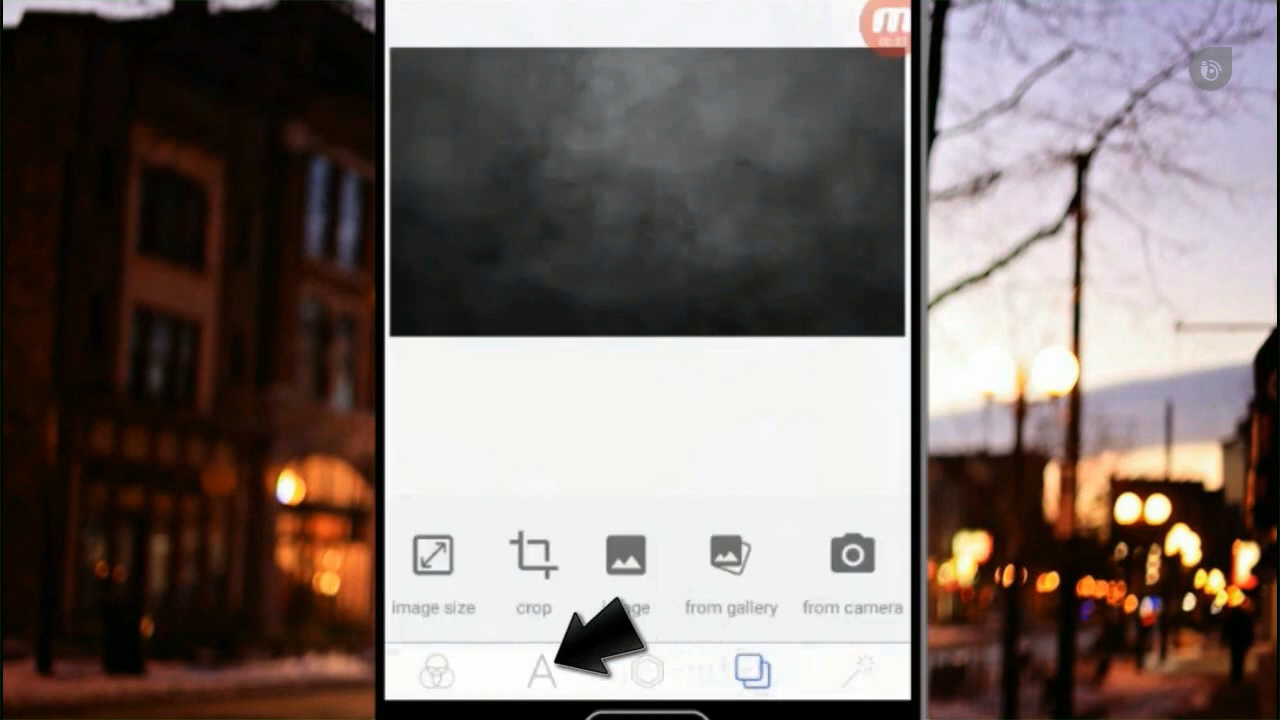 image size
crop
from gallery
from camera
A